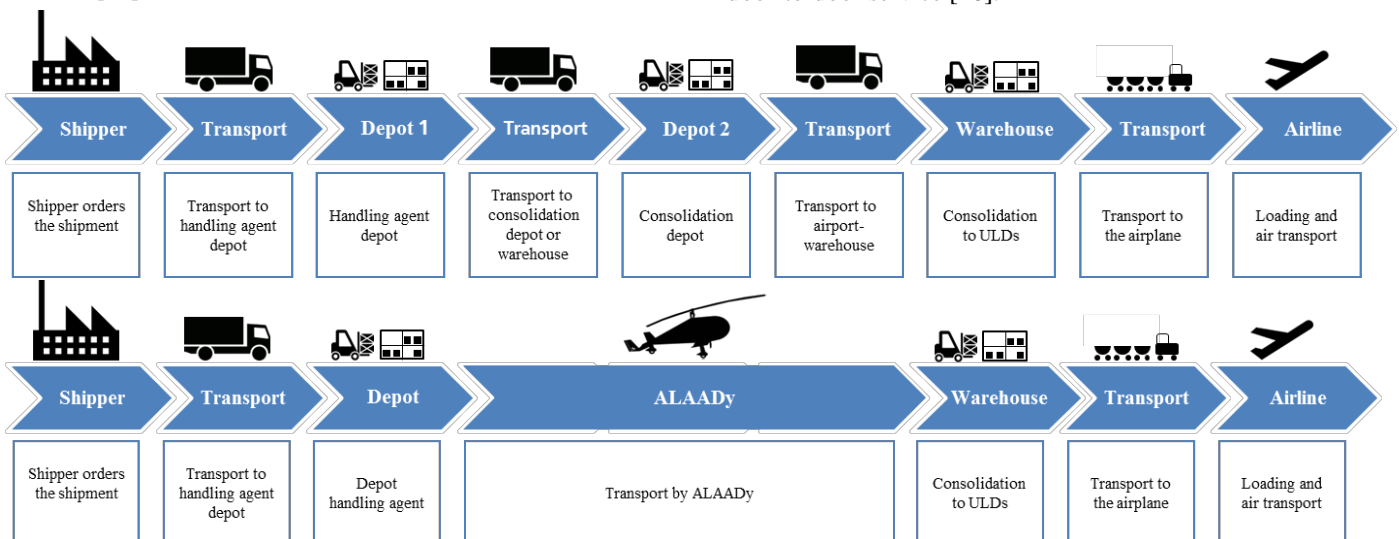 Shipper
Transport
Depot 1
Transport
Depot 2
Transport
Warehouse
Transport
Airline
Shipper orders
the shipment
Transport to
handling agent
depot
Handling agent
depot
Transport to
consolidation
depot or
warehouse
Consolidation
depot
Transport to
airport-
warehouse
Consolidation
to ULDs
Transport to
the airplane
Loading and
air transport
Shipper
Transport
Depot
ALAADy
Warehouse
Transport
Airline
Shipper orders
the shipment
Transport to
handling agent
depot
Depot
handling agent
Transport by ALAADy
Consolidation
to ULDs
Transport to
the airplane
Loading and
air transport